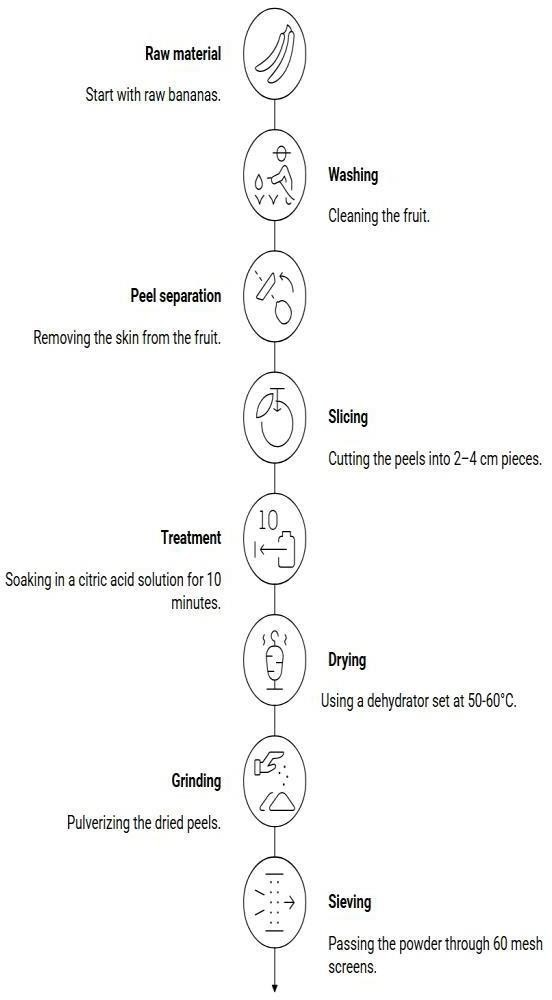 Raw material
Start with raw bananas.
Washing
Cleaning the fruit.
Peel separation
Removing the skin from the fruit.
Slicing
Cutting the peels into 2–4 cm pieces.
10
Treatment
Soaking in a citric acid solution for 10
minutes.
Drying
Using a dehydrator set at 50-60°C.
Grinding
Pulverizing the dried peels.
Sieving
Passing the powder through 60 mesh
screens.